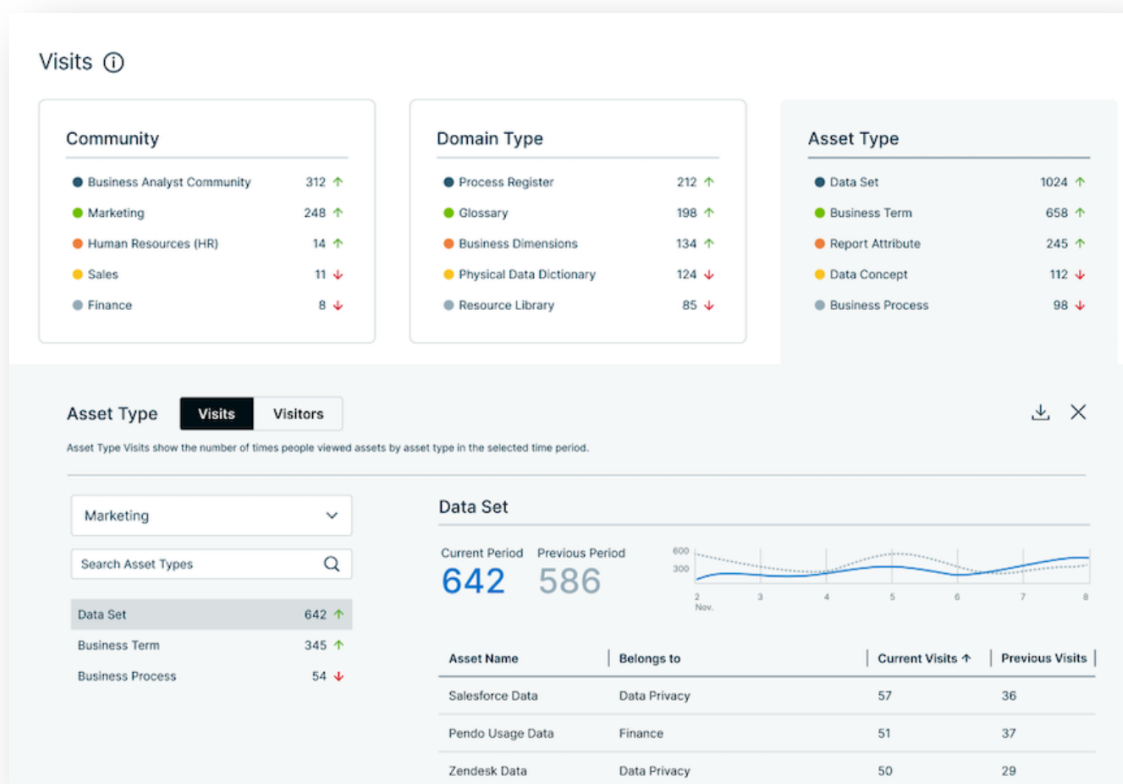 Visits
Community
Business Analyst Community 312
Marketing 248
Human Resources (HR) 14
Sales 11
Finance 8
Domain Type
Process Register 212
Glossary 198
Business Dimensions 134
Physical Data Dictionary 124
Resource Library 85
Asset Type
Data Set 1024
Business Term 658
Report Attribute 245
Data Concept 112
Business Process 98
Asset Type Visits Visitors
Asset Type Visits show the number of times people viewed assets by asset type in the selected time period.
Marketing
Search Asset Types
Data Set 642
Business Term 345
Business Process 54
Data Set
Current Period Previous Period
642 586
600
300
2 3 4 5 6 7 8
Nov.
Asset Name Belongs to Current Visits Previous Visits
Salesforce Data Data Privacy 57 36
Pendo Usage Data Finance 51 37
Zendesk Data Data Privacy 50 29